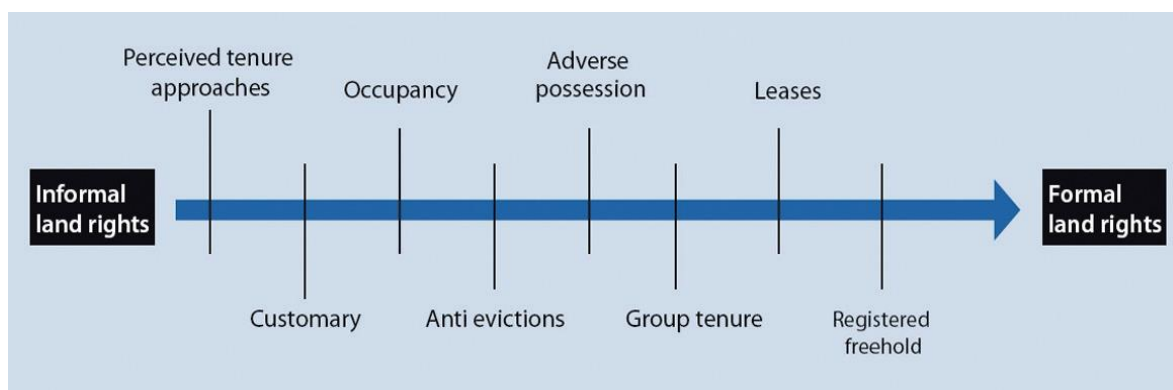 Perceived tenure
approaches
Occupancy
Adverse
possession
Leases
Informal
land rights
Formal
land rights
Customary
Anti evictions
Group tenure
Registered
freehold